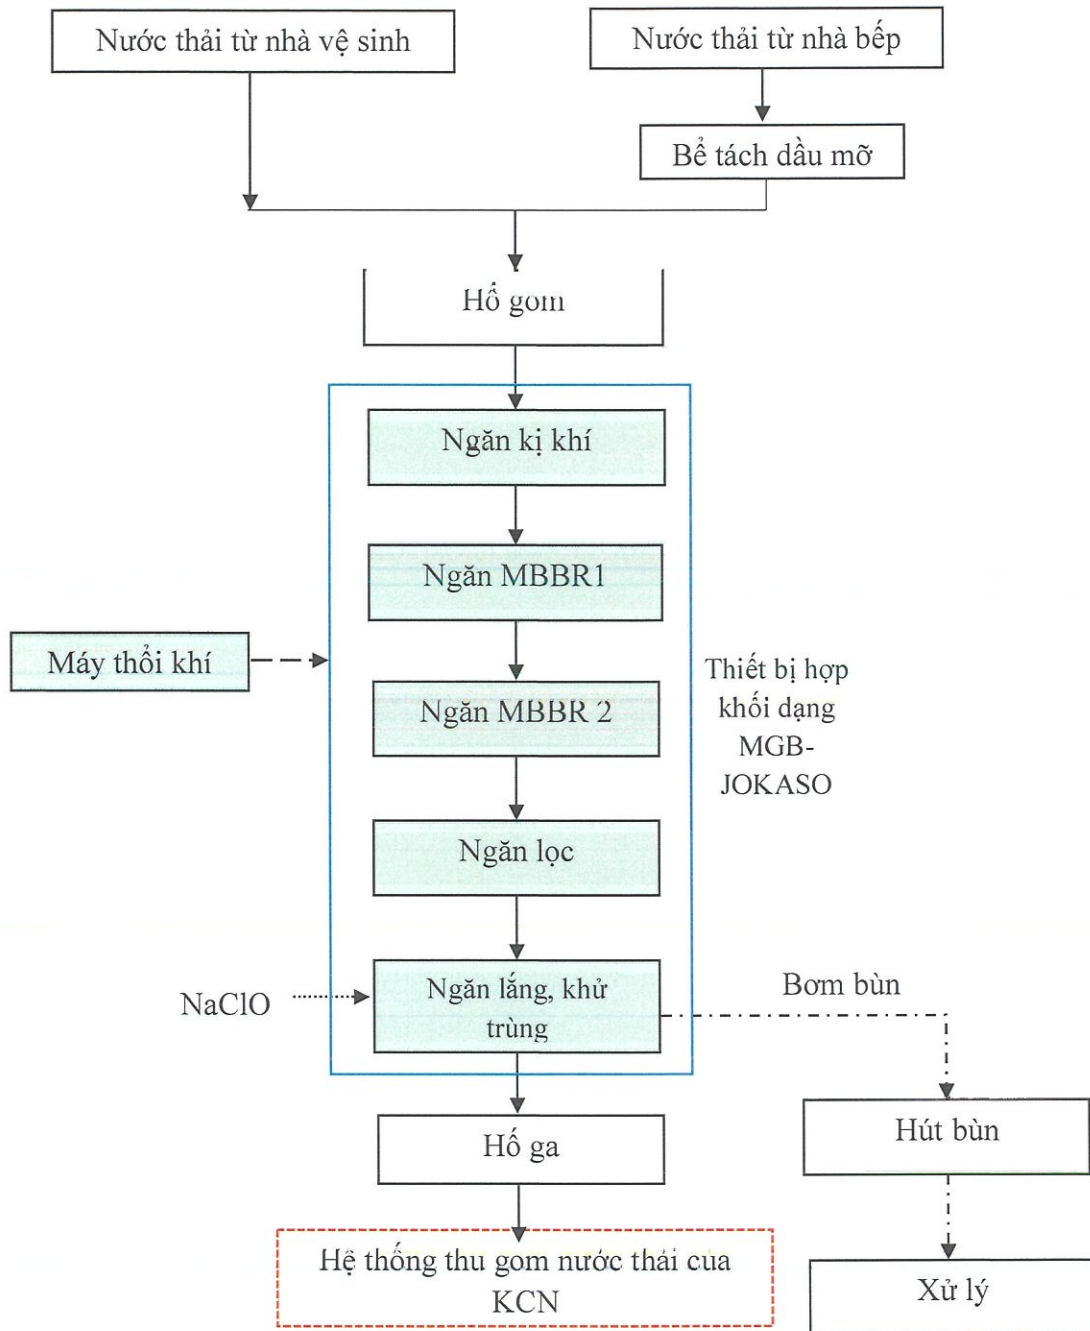 Nước thải từ nhà vệ sinh
Nước thải từ nhà bếp
Bể tách dầu mỡ
Hố gom
Ngăn kị khí
Ngăn MBBR1
Máy thổi khí
Ngăn MBBR 2
Thiết bị hợp
khối dạng
MGB-
JOKASO
Ngăn lọc
NaClO
Ngăn lắng, khử
trùng
Bơm bùn
Hố ga
Hút bùn
Hệ thống thu gom nước thải của
KCN
Xử lý